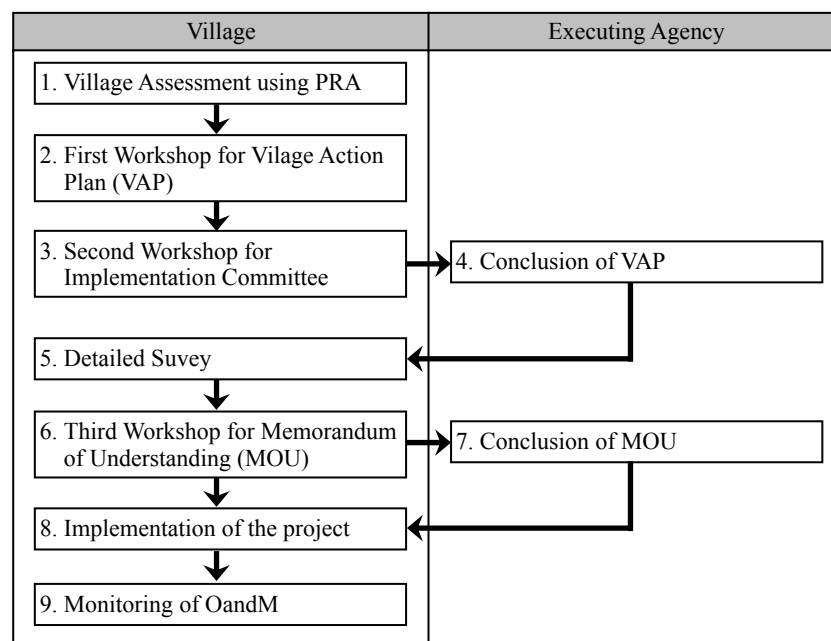 Village
Executing Agency
1. Village Assessment using PRA
2. First Workshop for Vilage Action
Plan (VAP)
3. Second Workshop for
Implementation Committee
4. Conclusion of VAP
5. Detailed Suvey
6. Third Workshop for Memorandum
of Understanding (MOU)
7. Conclusion of MOU
8. Implementation of the project
9. Monitoring of OandM